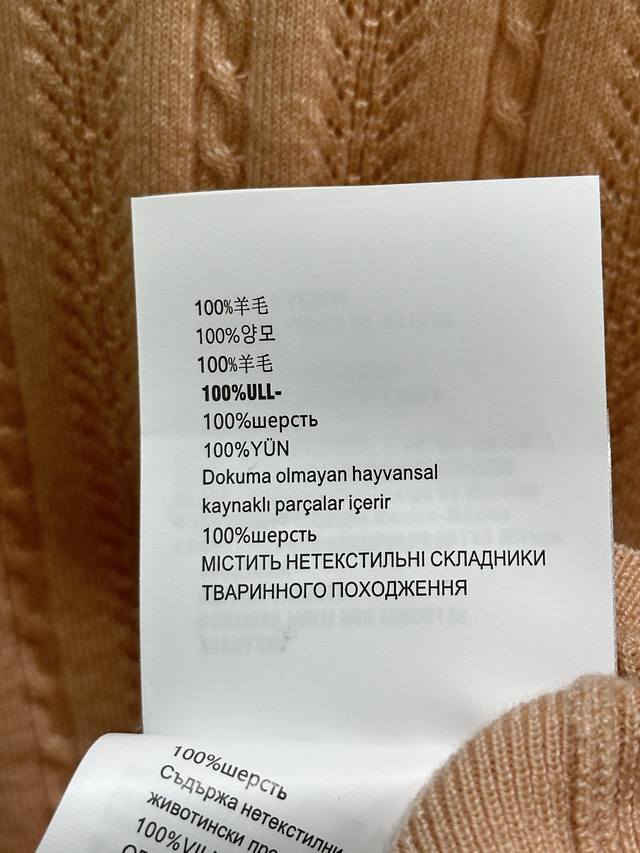 100%羊毛
100%양모
100%羊毛
100%ULL-
100%шерсть
100%YÜN
Dokuma olmayan hayvansal
kaynaklı parçalar içerir
100%шерсть
МІСТИТЬ НЕТЕКСТИЛЬНІ СКЛАДНИКИ
ТВАРИННОГО ПОХОДЖЕННЯ
100%шерсть
Съдържа нетекстилни
животински